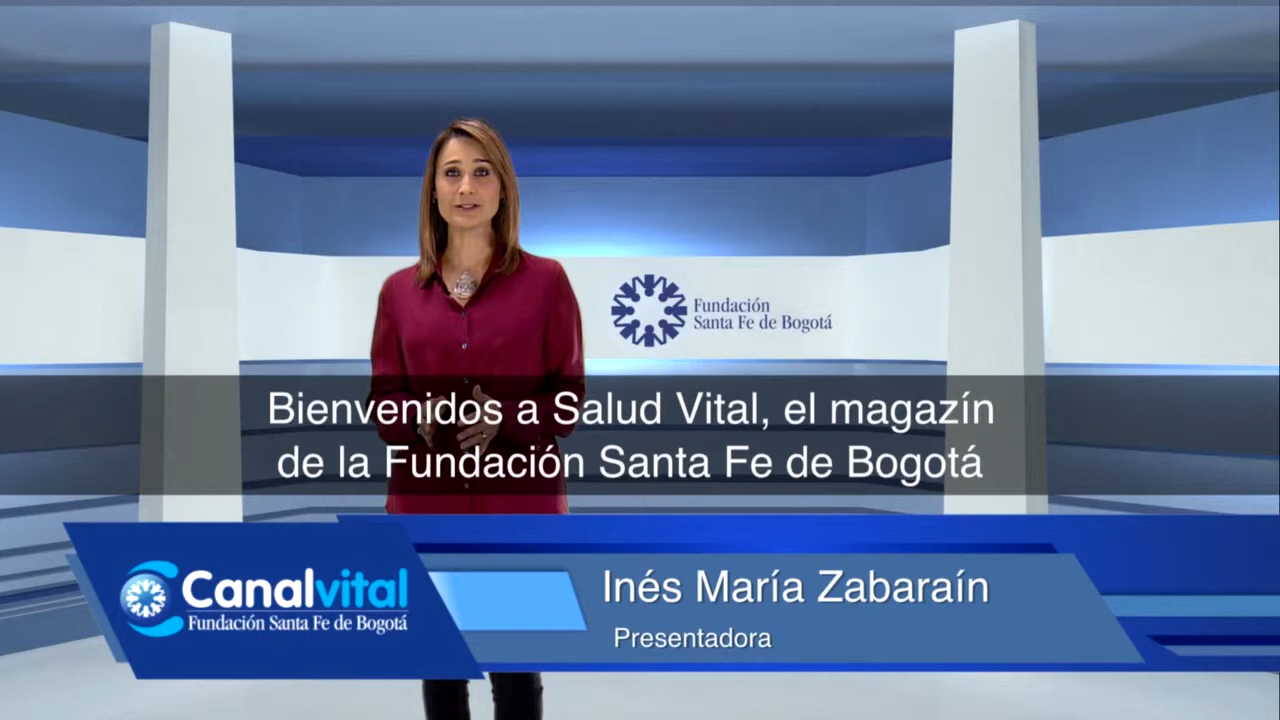 Fundación
Santa Fe de Bogotá
Bienvenidos a Salud Vital, el magazín
de la Fundación Santa Fe de Bogotá
Canalvital
Fundación Santa Fe de Bogotá
Inés María Zabaraín
Presentadora